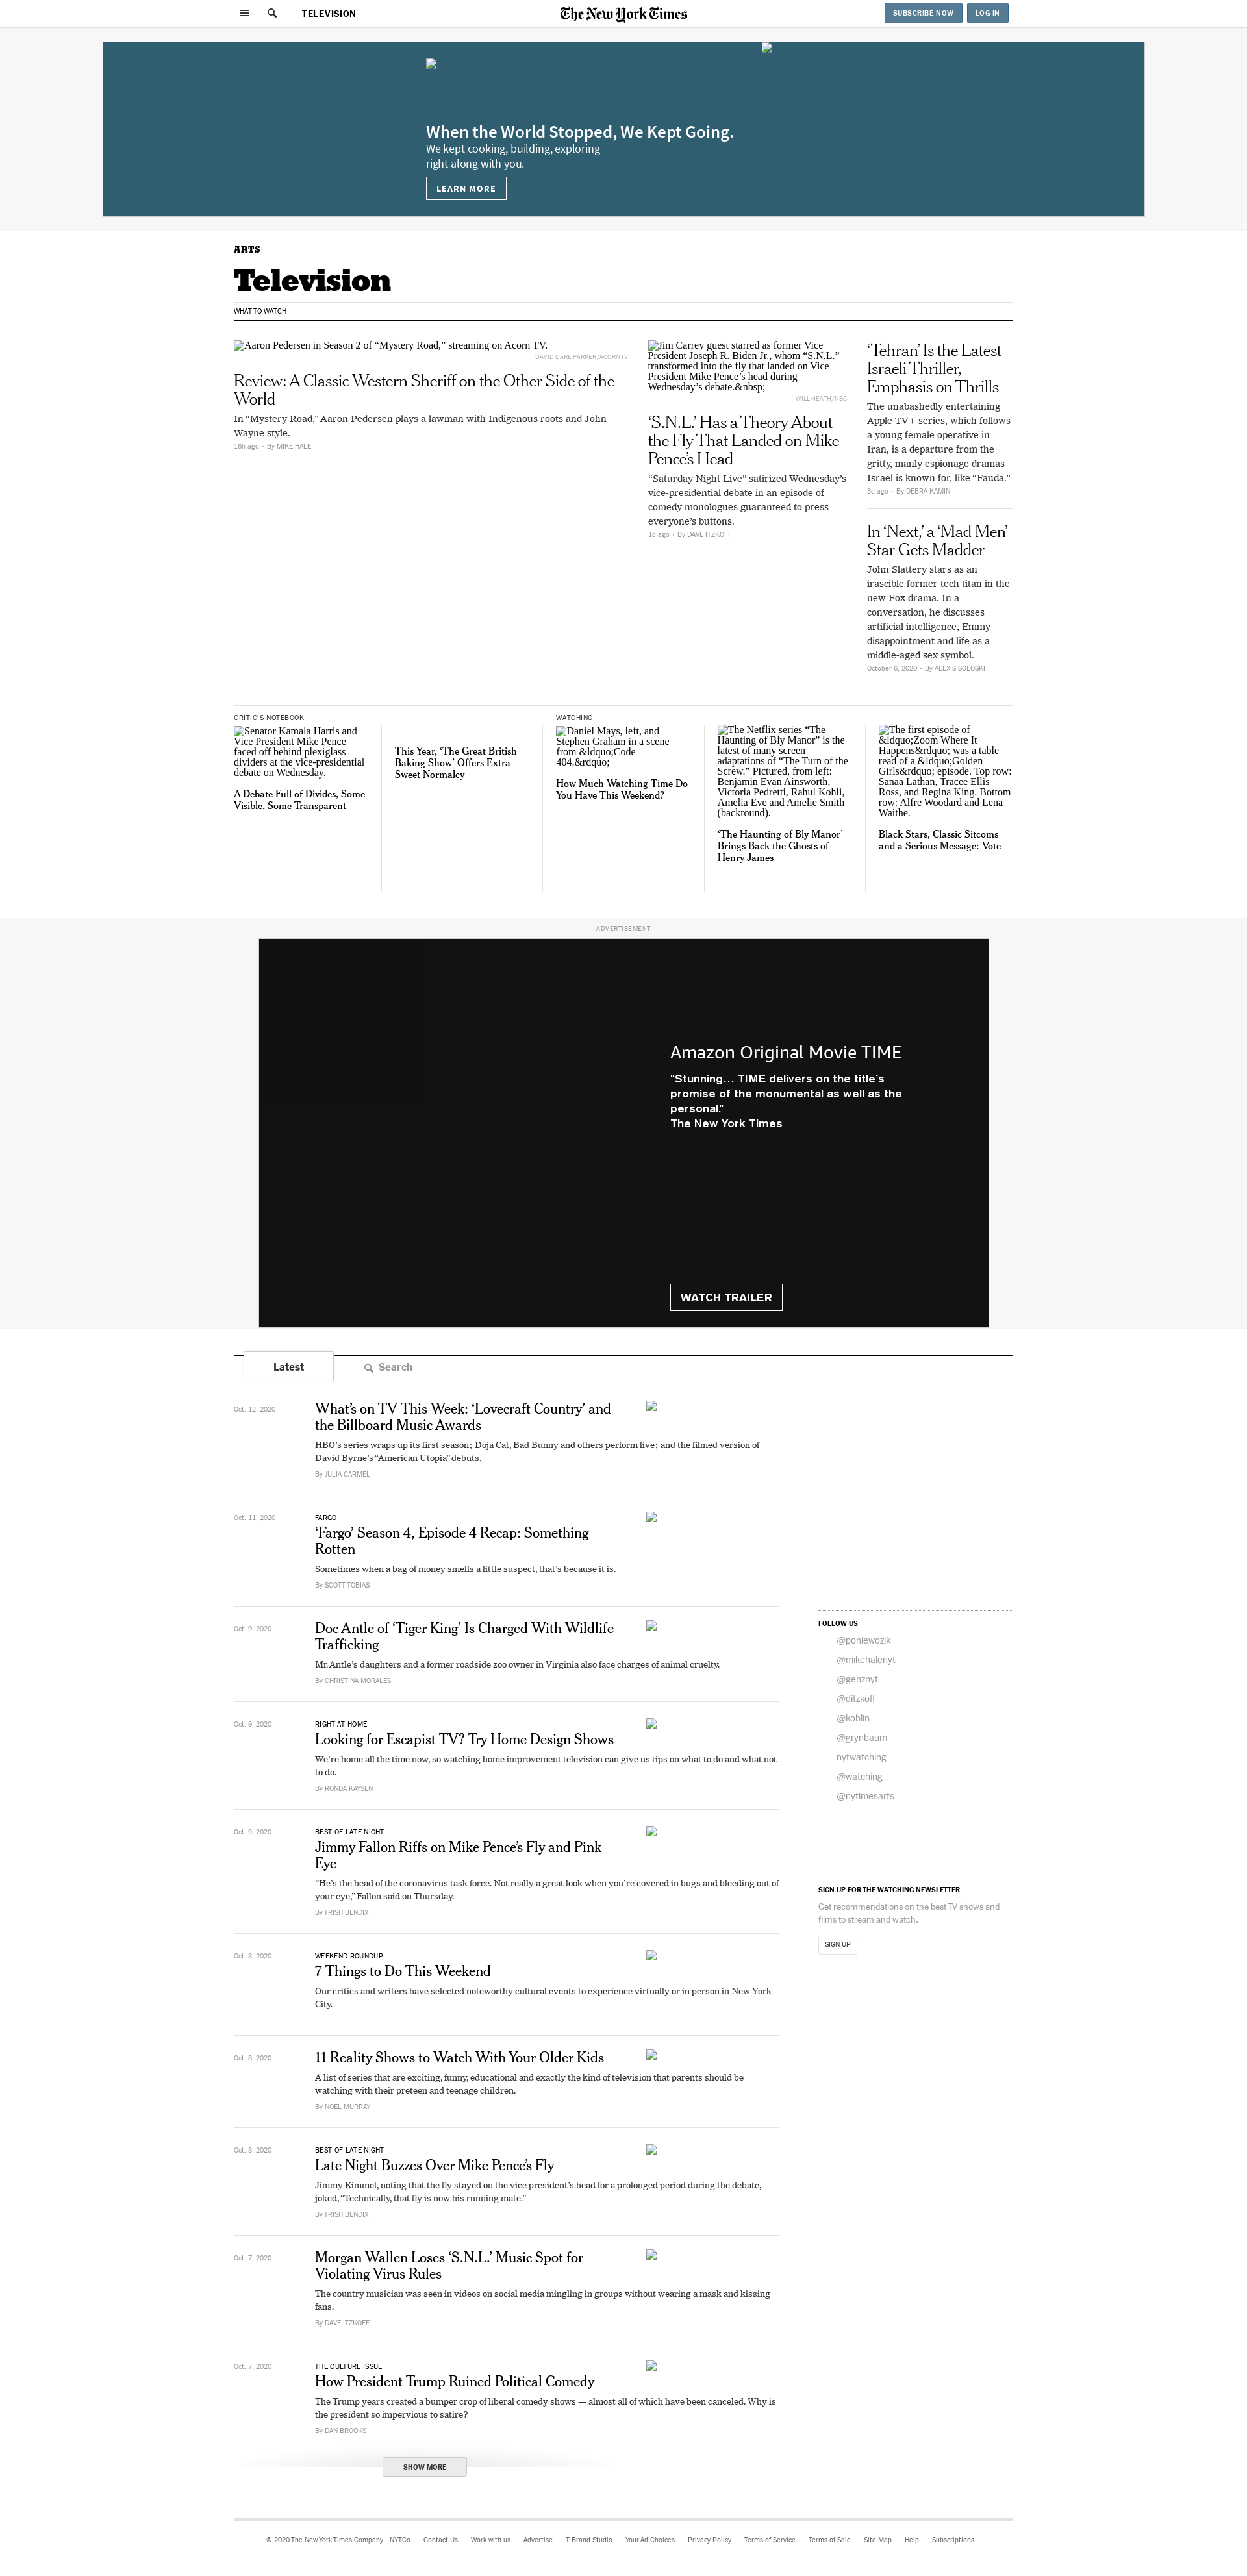 TELEVISION
The New York Times
SUBSCRIBE NOW
LOG IN
When the World Stopped, We Kept Going.
We kept cooking, building, exploring
right along with you.
LEARN MORE
ARTS
Television
WHAT TO WATCH
Aaron Pedersen in Season 2 of “Mystery Road,” streaming on Acorn TV.
DAVID DARE PARKER/ACORN TV
Review: A Classic Western Sheriff on the Other Side of the
World
In “Mystery Road,” Aaron Pedersen plays a lawman with Indigenous roots and John
Wayne style.
16h ago • By MIKE HALE
Jim Carrey guest starred as former Vice
President Joseph R. Biden Jr., whom “S.N.L.”
transformed into the fly that landed on Vice
President Mike Pence’s head during
Wednesday’s debate.&nbsp;
WILL HEATH/NBC
‘S.N.L.’ Has a Theory About
the Fly That Landed on Mike
Pence’s Head
“Saturday Night Live” satirized Wednesday’s
vice-presidential debate in an episode of
comedy monologues guaranteed to press
everyone’s buttons.
1d ago • By DAVE ITZKOFF
‘Tehran’ Is the Latest
Israeli Thriller,
Emphasis on Thrills
The unabashedly entertaining
Apple TV+ series, which follows
a young female operative in
Iran, is a departure from the
gritty, manly espionage dramas
Israel is known for, like “Fauda.”
3d ago • By DEBRA KAMIN
In ‘Next,’ a ‘Mad Men’
Star Gets Madder
John Slattery stars as an
irascible former tech titan in the
new Fox drama. In a
conversation, he discusses
artificial intelligence, Emmy
disappointment and life as a
middle-aged sex symbol.
October 6, 2020 • By ALEXIS SOLOSKI
CRITIC’S NOTEBOOK
Senator Kamala Harris and
Vice President Mike Pence
faced off behind plexiglass
dividers at the vice-presidential
debate on Wednesday.
A Debate Full of Divides, Some
Visible, Some Transparent
This Year, ‘The Great British
Baking Show’ Offers Extra
Sweet Normalcy
WATCHING
Daniel Mays, left, and
Stephen Graham in a scene
from &ldquo;Code
404.&rdquo;
How Much Watching Time Do
You Have This Weekend?
The Netflix series “The
Haunting of Bly Manor” is the
latest of many screen
adaptations of “The Turn of the
Screw.” Pictured, from left:
Benjamin Evan Ainsworth,
Victoria Pedretti, Rahul Kohli,
Amelia Eve and Amelie Smith
(backround).
‘The Haunting of Bly Manor’
Brings Back the Ghosts of
Henry James
The first episode of
&ldquo;Zoom Where It
Happens&rdquo; was a table
read of a &ldquo;Golden
Girls&rdquo; episode. Top row:
Sanaa Lathan, Tracee Ellis
Ross, and Regina King. Bottom
row: Alfre Woodard and Lena
Waithe.
Black Stars, Classic Sitcoms
and a Serious Message: Vote
ADVERTISEMENT
Amazon Original Movie TIME
“Stunning... TIME delivers on the title’s
promise of the monumental as well as the
personal.”
The New York Times
WATCH TRAILER
Latest
Search
Oct. 12, 2020
What’s on TV This Week: ‘Lovecraft Country’ and
the Billboard Music Awards
HBO’s series wraps up its first season; Doja Cat, Bad Bunny and others perform live; and the filmed version of
David Byrne’s “American Utopia” debuts.
By JULIA CARMEL
Oct. 11, 2020
FARGO
‘Fargo’ Season 4, Episode 4 Recap: Something
Rotten
Sometimes when a bag of money smells a little suspect, that’s because it is.
By SCOTT TOBIAS
Oct. 9, 2020
Doc Antle of ‘Tiger King’ Is Charged With Wildlife
Trafficking
Mr. Antle’s daughters and a former roadside zoo owner in Virginia also face charges of animal cruelty.
By CHRISTINA MORALES
Oct. 9, 2020
RIGHT AT HOME
Looking for Escapist TV? Try Home Design Shows
We’re home all the time now, so watching home improvement television can give us tips on what to do and what not
to do.
By RONDA KAYSEN
Oct. 9, 2020
BEST OF LATE NIGHT
Jimmy Fallon Riffs on Mike Pence’s Fly and Pink
Eye
“He’s the head of the coronavirus task force. Not really a great look when you’re covered in bugs and bleeding out of
your eye,” Fallon said on Thursday.
By TRISH BENDIX
Oct. 8, 2020
WEEKEND ROUNDUP
7 Things to Do This Weekend
Our critics and writers have selected noteworthy cultural events to experience virtually or in person in New York
City.
Oct. 8, 2020
11 Reality Shows to Watch With Your Older Kids
A list of series that are exciting, funny, educational and exactly the kind of television that parents should be
watching with their preteen and teenage children.
By NOEL MURRAY
Oct. 8, 2020
BEST OF LATE NIGHT
Late Night Buzzes Over Mike Pence’s Fly
Jimmy Kimmel, noting that the fly stayed on the vice president’s head for a prolonged period during the debate,
joked, “Technically, that fly is now his running mate.”
By TRISH BENDIX
Oct. 7, 2020
Morgan Wallen Loses ‘S.N.L.’ Music Spot for
Violating Virus Rules
The country musician was seen in videos on social media mingling in groups without wearing a mask and kissing
fans.
By DAVE ITZKOFF
Oct. 7, 2020
THE CULTURE ISSUE
How President Trump Ruined Political Comedy
The Trump years created a bumper crop of liberal comedy shows — almost all of which have been canceled. Why is
the president so impervious to satire?
By DAN BROOKS
SHOW MORE
FOLLOW US
@poniewozik
@mikehalenyt
@genznyt
@ditzkoff
@koblin
@grynbaum
nytwatching
@watching
@nytimesarts
SIGN UP FOR THE WATCHING NEWSLETTER
Get recommendations on the best TV shows and
films to stream and watch.
SIGN UP
© 2020 The New York Times Company NYTCo Contact Us Work with us Advertise T Brand Studio Your Ad Choices Privacy Policy Terms of Service Terms of Sale Site Map Help Subscriptions